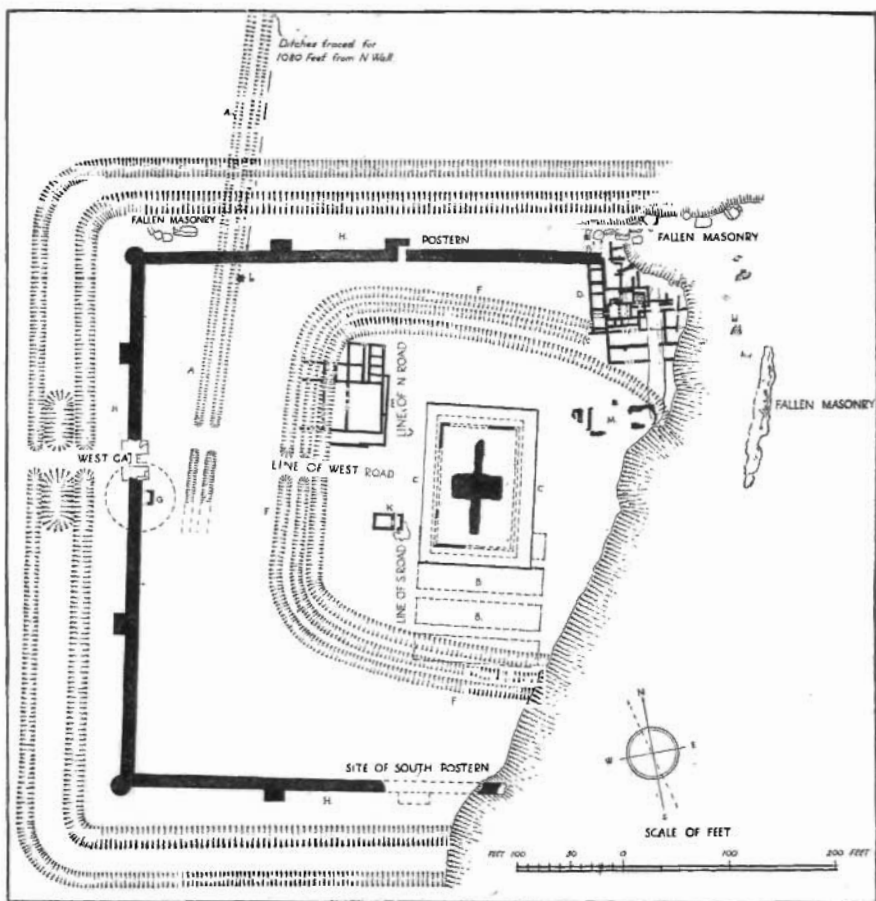 Ditches traced for
1080 Feet from N Wall
A.
FALLEN MASONRY
H.
POSTERN
FALLEN MASONRY
L.
F
D.
A
LINE OF N ROAD
E
H
FALLEN MASONRY
M.
WEST GATE
LINE OF WEST ROAD
C
C
G
K
F
LINE OF S ROAD
B
B.
F
N
W
E
S
SITE OF SOUTH POSTERN
H.
SCALE OF FEET
FEET 100 50 0 100 200 FEET